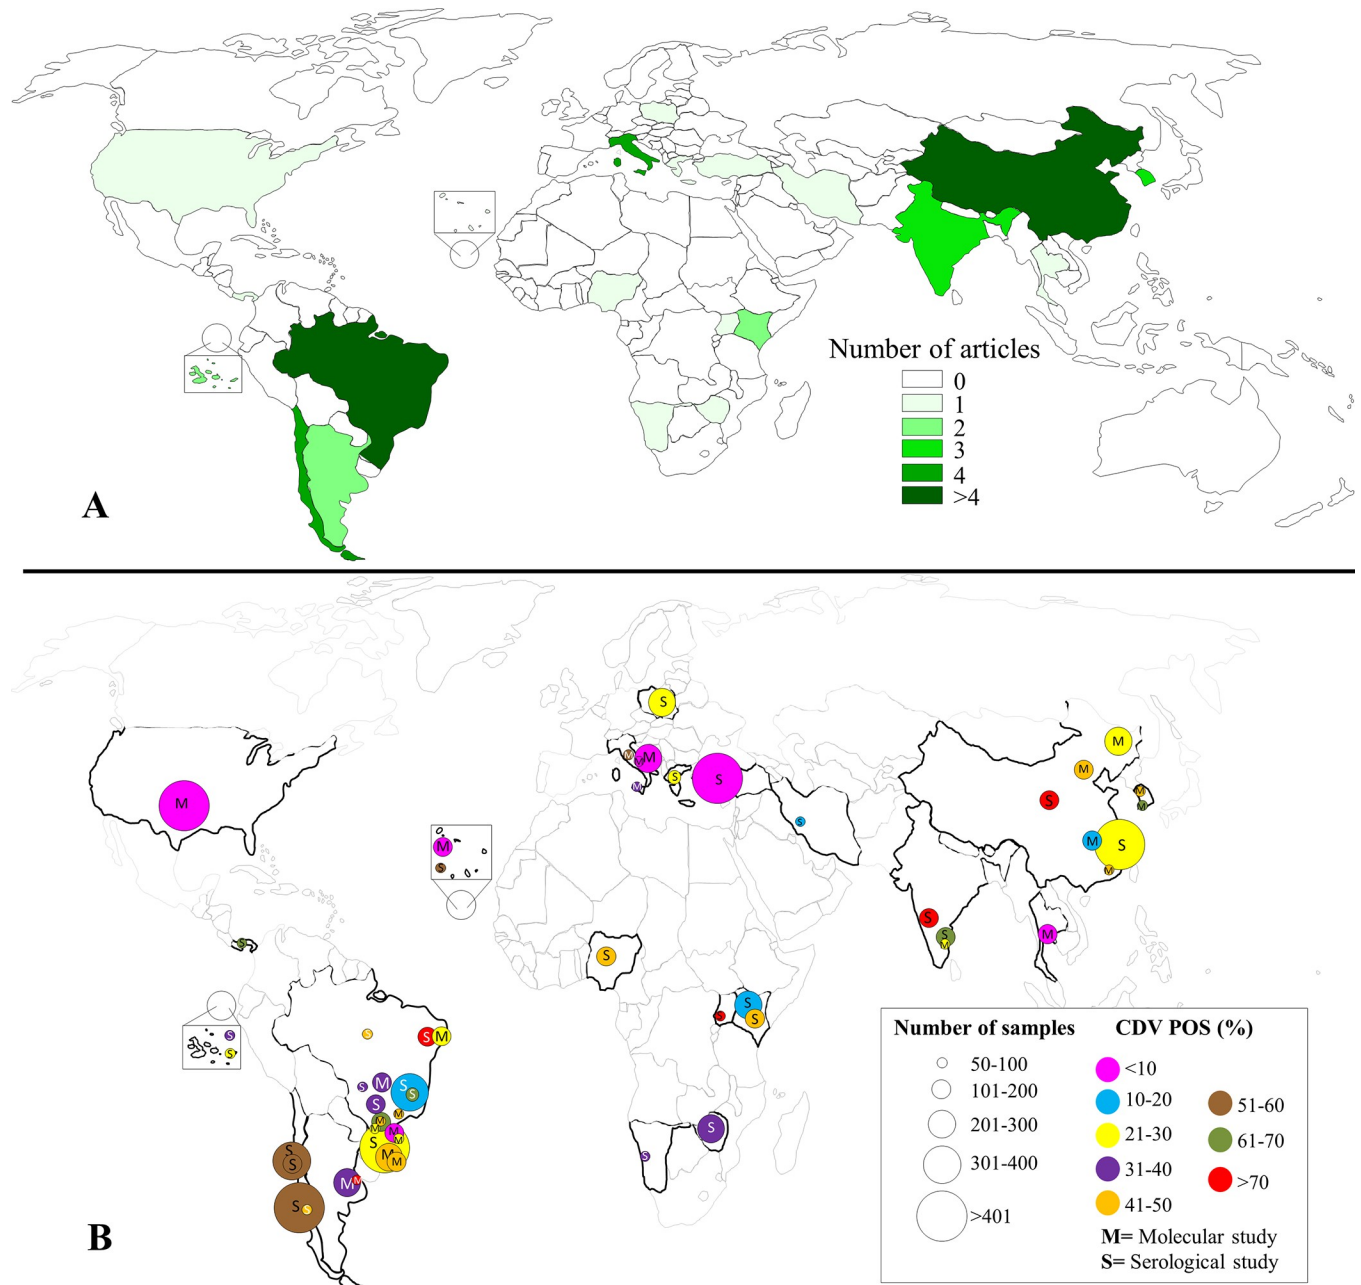 Number of articles
0
1
2
3
4
>4
A
S
M
M
M
S
M
S
M
S
M
M
S
M
M
S
M
M
S
M
S
S
S
M
S
M
S
S
S
S
S
S
S
S
M
S
M
S
S
S
M
M
M
M
M
S
M
M
S
S
M
M
S
S
S
S
B
Number of samples
50-100
101-200
201-300
301-400
>401
CDV POS (%)
<10
10-20
21-30
31-40
41-50
51-60
61-70
>70
M= Molecular study
S= Serological study